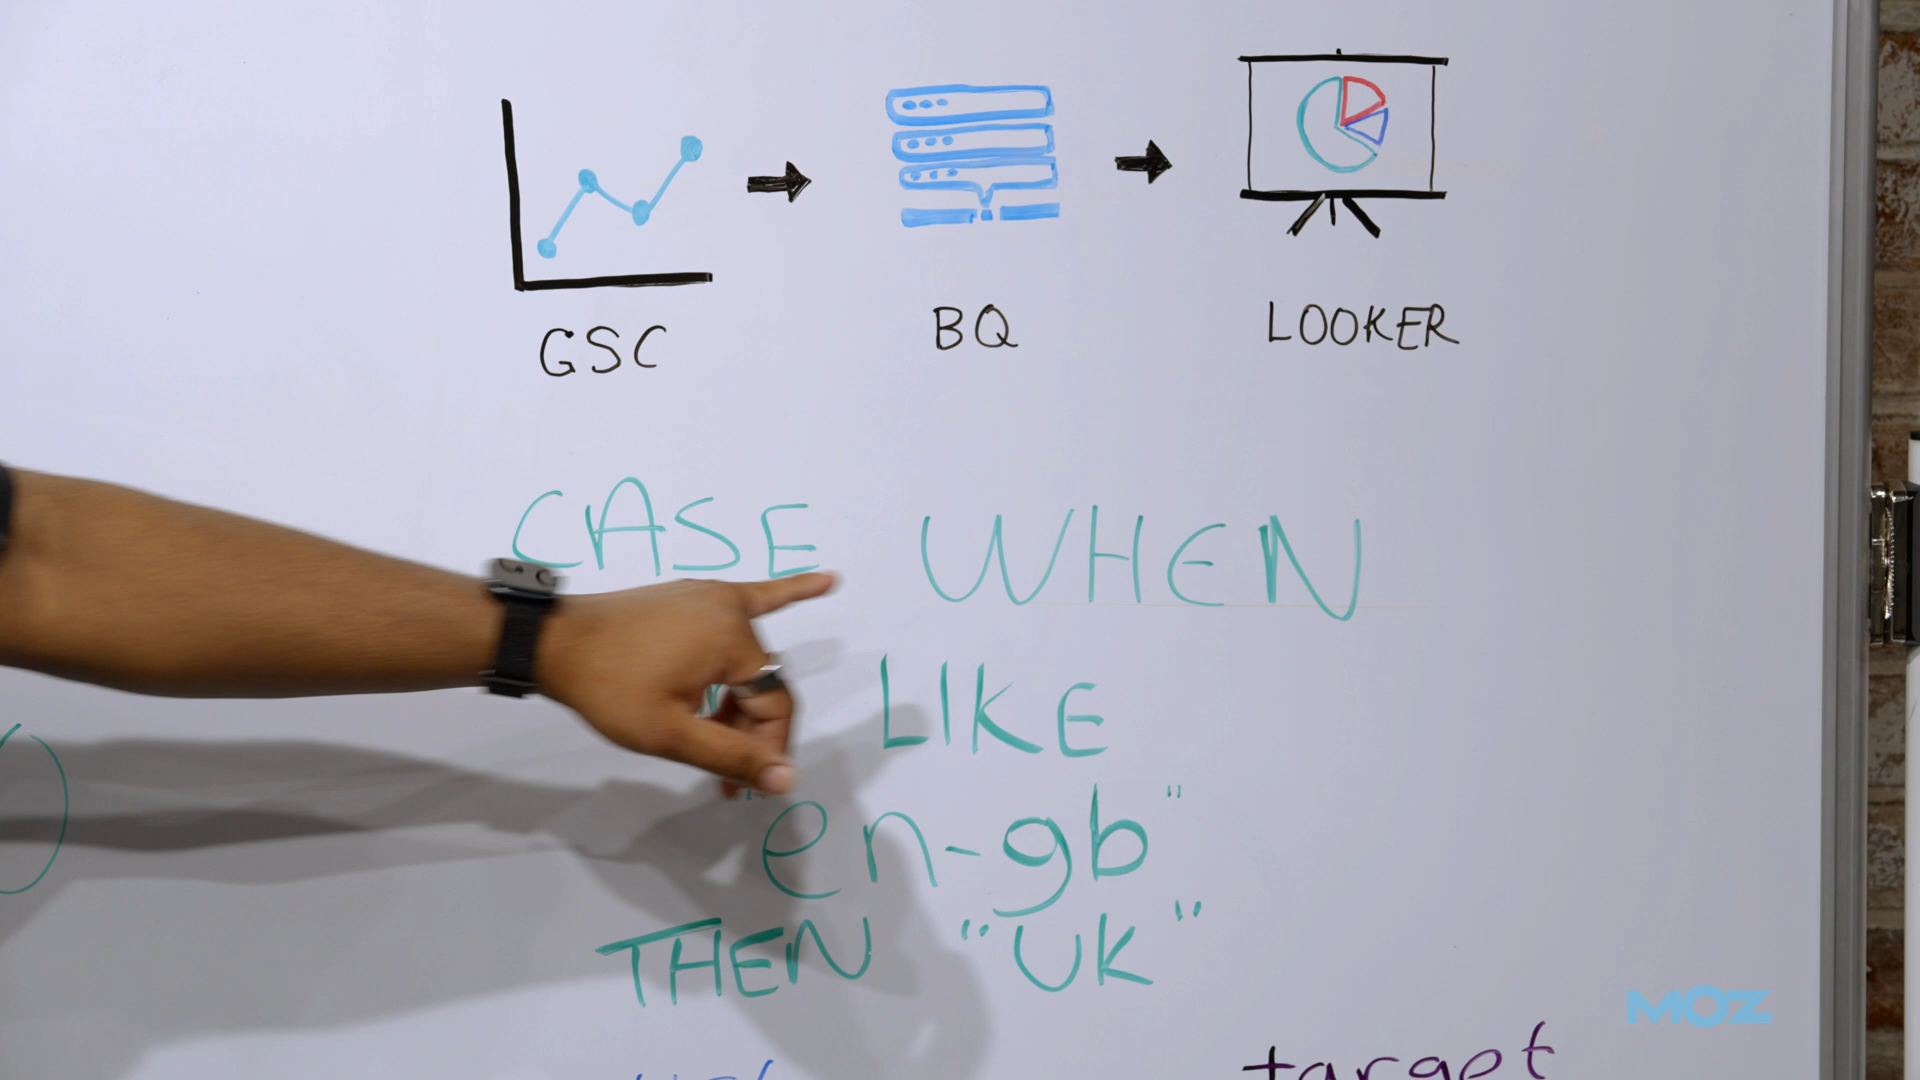 GSC BQ LOOKER
CASE WHEN
LIKE
"en-gb"
THEN "UK"
target
MOZ